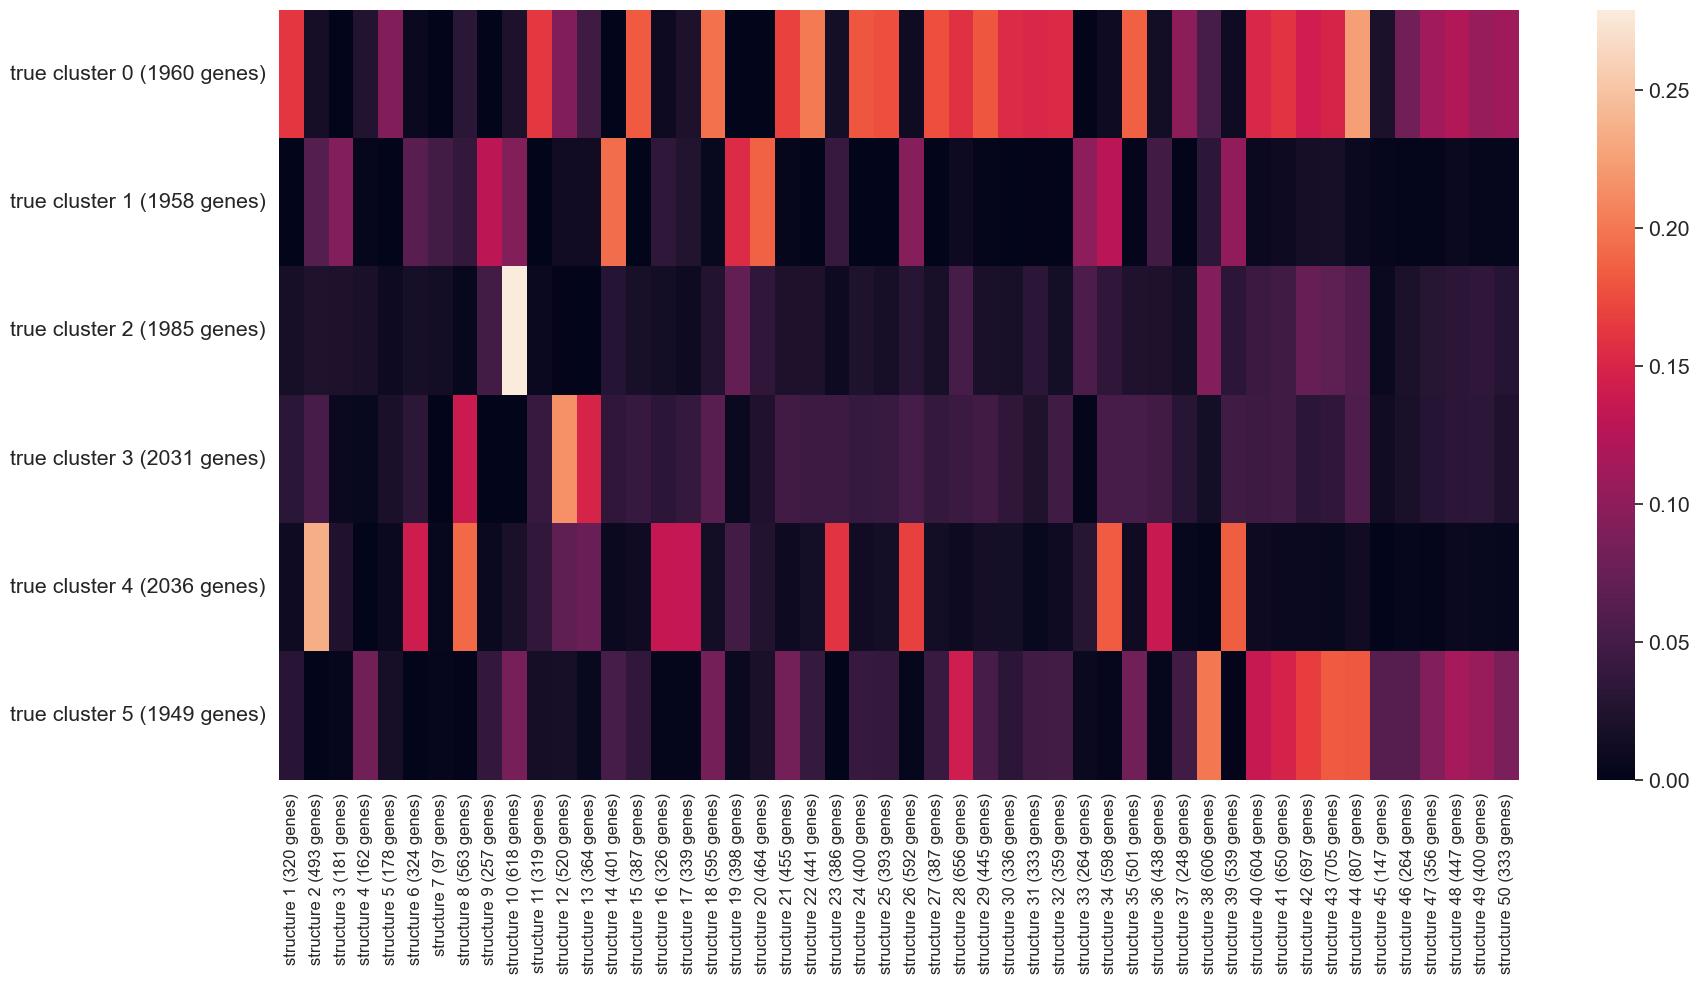 true cluster 0 (1960 genes)
true cluster 1 (1958 genes)
true cluster 2 (1985 genes)
true cluster 3 (2031 genes)
true cluster 4 (2036 genes)
true cluster 5 (1949 genes)
0.25
0.20
0.15
0.10
0.05
0.00
structure 1 (320 genes)
structure 2 (493 genes)
structure 3 (181 genes)
structure 4 (162 genes)
structure 5 (178 genes)
structure 6 (324 genes)
structure 7 (97 genes)
structure 8 (563 genes)
structure 9 (257 genes)
structure 10 (618 genes)
structure 11 (319 genes)
structure 12 (520 genes)
structure 13 (364 genes)
structure 14 (401 genes)
structure 15 (387 genes)
structure 16 (326 genes)
structure 17 (339 genes)
structure 18 (595 genes)
structure 19 (398 genes)
structure 20 (464 genes)
structure 21 (455 genes)
structure 22 (441 genes)
structure 23 (386 genes)
structure 24 (400 genes)
structure 25 (393 genes)
structure 26 (592 genes)
structure 27 (387 genes)
structure 28 (656 genes)
structure 29 (445 genes)
structure 30 (336 genes)
structure 31 (333 genes)
structure 32 (359 genes)
structure 33 (264 genes)
structure 34 (598 genes)
structure 35 (501 genes)
structure 36 (438 genes)
structure 37 (248 genes)
structure 38 (606 genes)
structure 39 (539 genes)
structure 40 (604 genes)
structure 41 (650 genes)
structure 42 (697 genes)
structure 43 (705 genes)
structure 44 (807 genes)
structure 45 (147 genes)
structure 46 (264 genes)
structure 47 (356 genes)
structure 48 (447 genes)
structure 49 (400 genes)
structure 50 (333 genes)